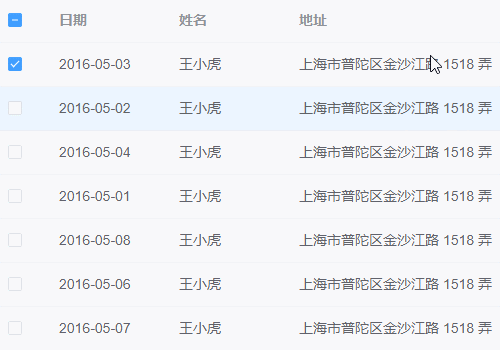 日期 姓名 地址
2016-05-03 王小虎 上海市普陀区金沙江路 1518 弄
2016-05-02 王小虎 上海市普陀区金沙江路 1518 弄
2016-05-04 王小虎 上海市普陀区金沙江路 1518 弄
2016-05-01 王小虎 上海市普陀区金沙江路 1518 弄
2016-05-08 王小虎 上海市普陀区金沙江路 1518 弄
2016-05-06 王小虎 上海市普陀区金沙江路 1518 弄
2016-05-07 王小虎 上海市普陀区金沙江路 1518 弄